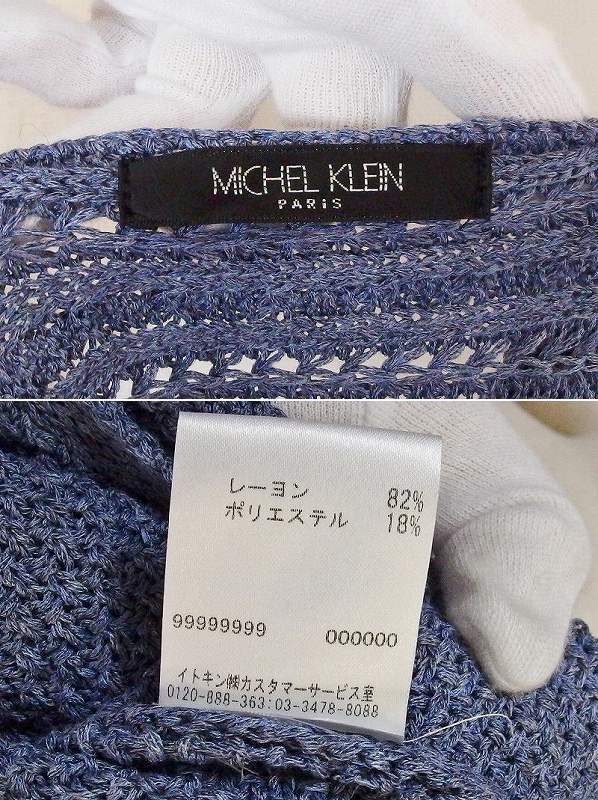 MICHEL KLEIN
PARIS
レーヨン 82%
ポリエステル 18%
99999999 000000
イトキン㈱カスタマーサービス室
0120-888-363:03-3478-8088